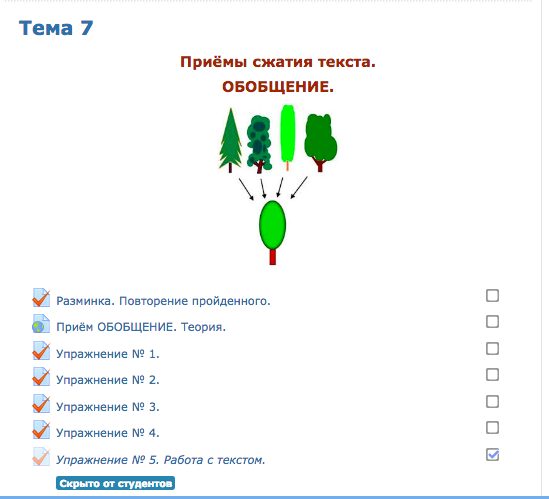 Тема 7
Приёмы сжатия текста.
ОБОБЩЕНИЕ.
Разминка. Повторение пройденного.
Приём ОБОБЩЕНИЕ. Теория.
Упражнение № 1.
Упражнение № 2.
Упражнение № 3.
Упражнение № 4.
Упражнение № 5. Работа с текстом.
Скрыто от студентов